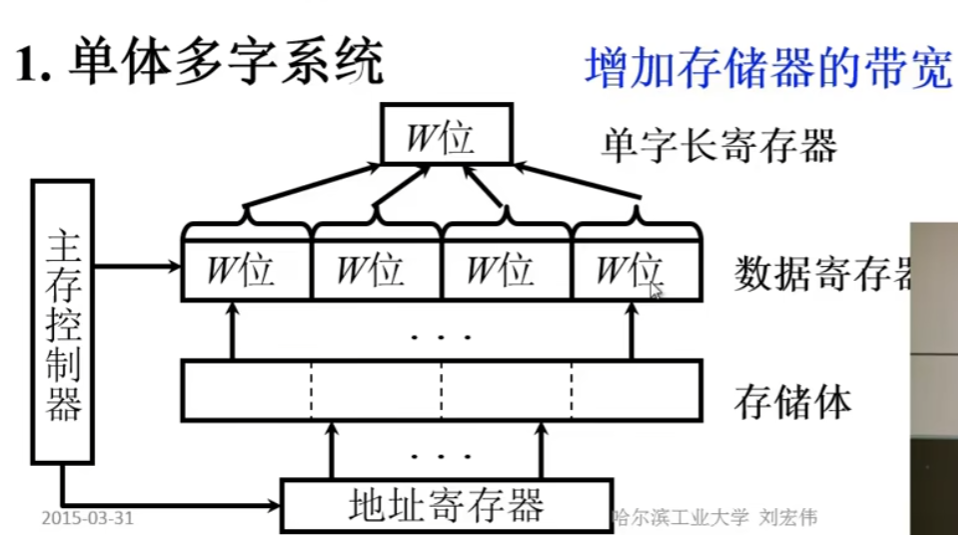 1. 单体多字系统
增加存储器的带宽
W位
单字长寄存器
主存控制器
W位 W位 W位 W位
数据寄存器
. . .
存储体
. . .
地址寄存器
2015-03-31
哈尔滨工业大学 刘宏伟